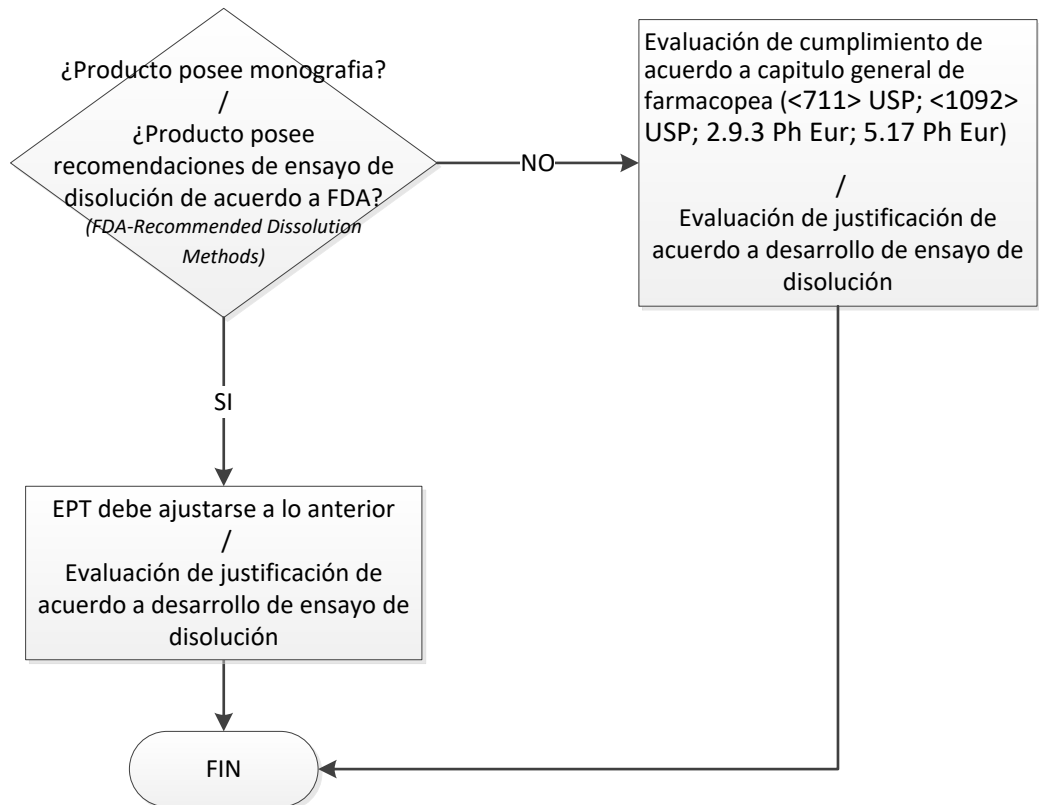 ¿Producto posee monografia?
/
¿Producto posee
recomendaciones de ensayo de
disolución de acuerdo a FDA?
(FDA-Recommended Dissolution
Methods)
NO
Evaluación de cumplimiento de
acuerdo a capitulo general de
farmacopea (<711> USP; <1092>
USP; 2.9.3 Ph Eur; 5.17 Ph Eur)
/
Evaluación de justificación de
acuerdo a desarrollo de ensayo de
disolución
SI
EPT debe ajustarse a lo anterior
/
Evaluación de justificación de
acuerdo a desarrollo de ensayo de
disolución
FIN